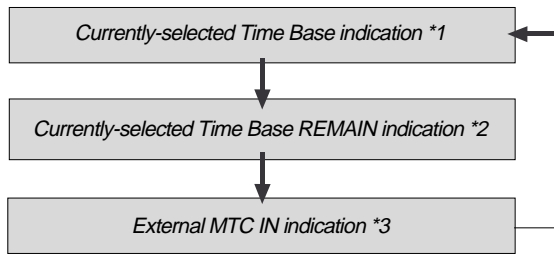 Currently-selected Time Base indication *1
Currently-selected Time Base REMAIN indication *2
External MTC IN indication *3